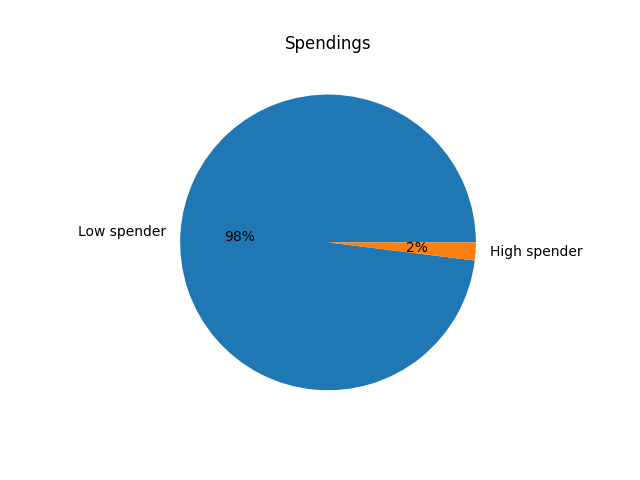 Spendings
Low spender
98%
2%
High spender